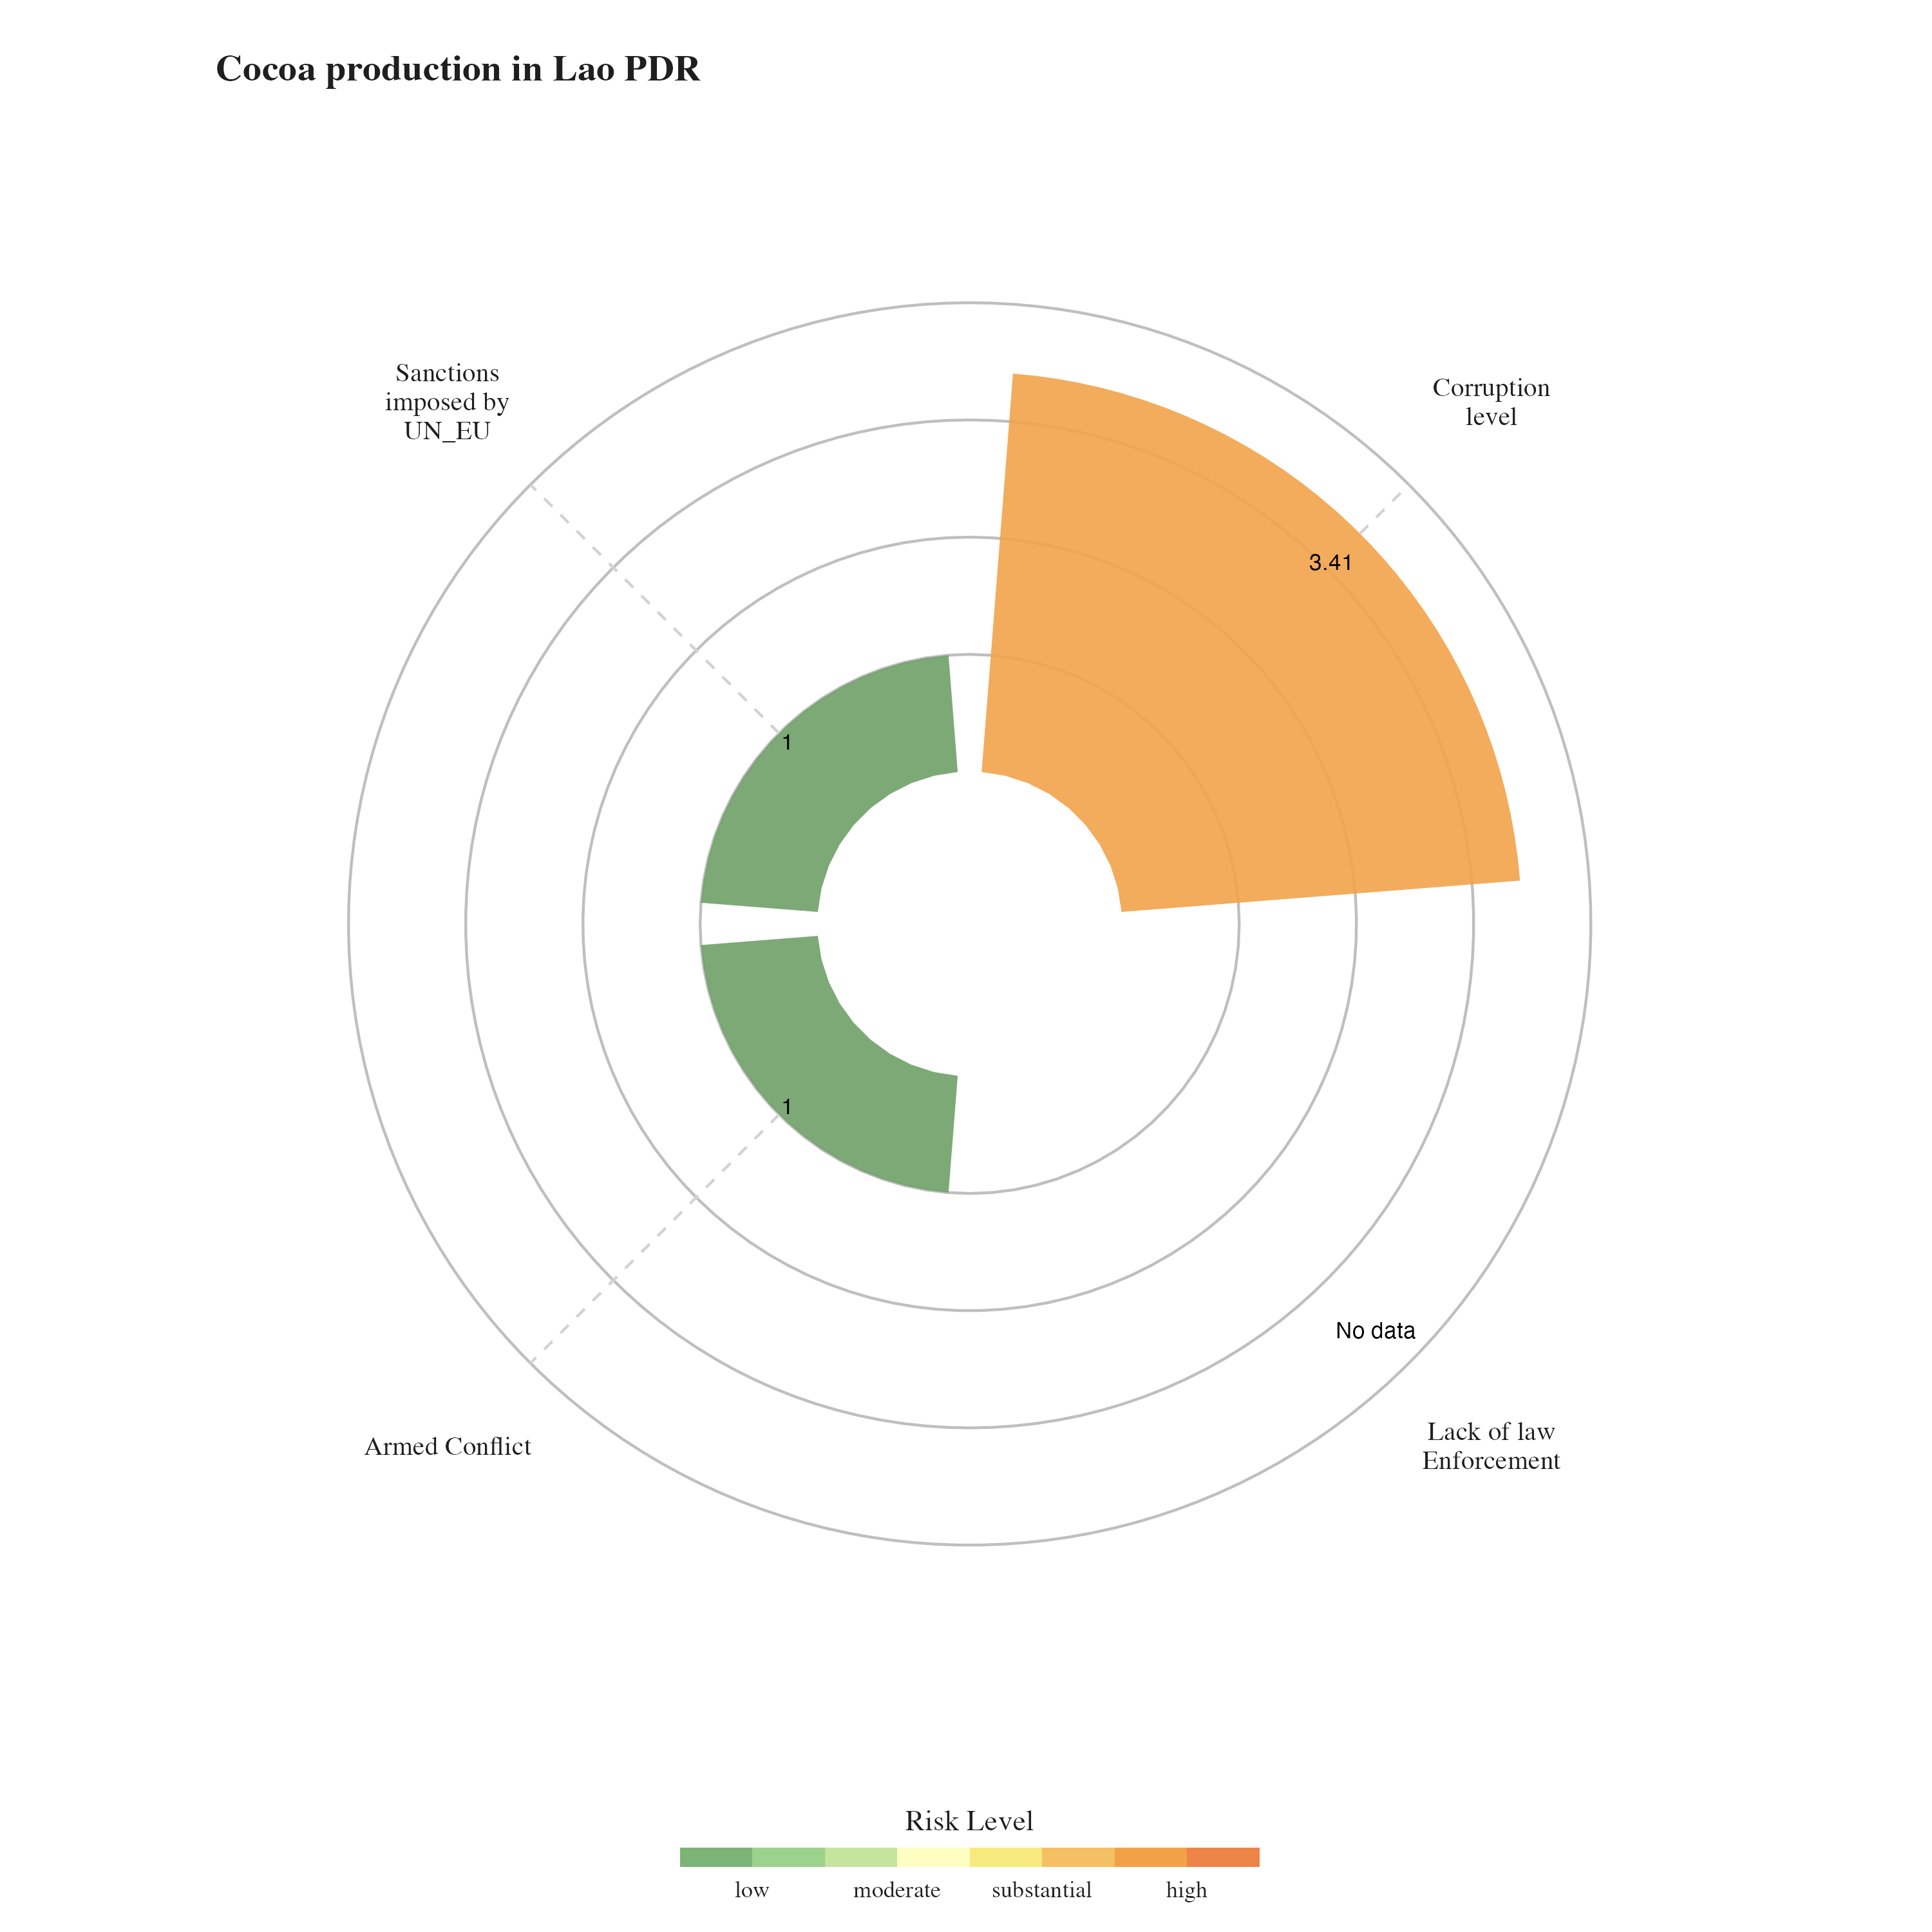 Cocoa production in Lao PDR
Sanctions
imposed by
UN_EU
Corruption
level
3.41
1
1
No data
Armed Conflict
Lack of law
Enforcement
Risk Level
low moderate substantial high